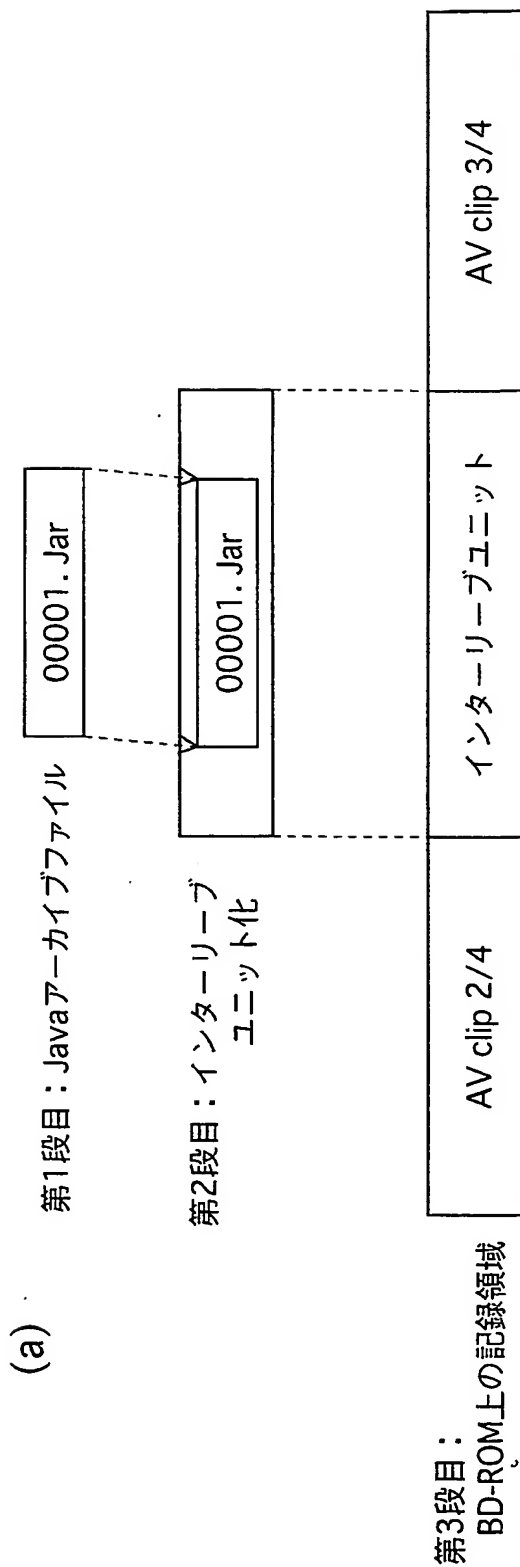 (a)
第1段目：Javaアーカイブファイル
00001. Jar
第2段目：インターリーブ
ユニット化
00001. Jar
第3段目：
BD-ROM上の記録領域
AV clip 2/4
インターリーブユニット
AV clip 3/4